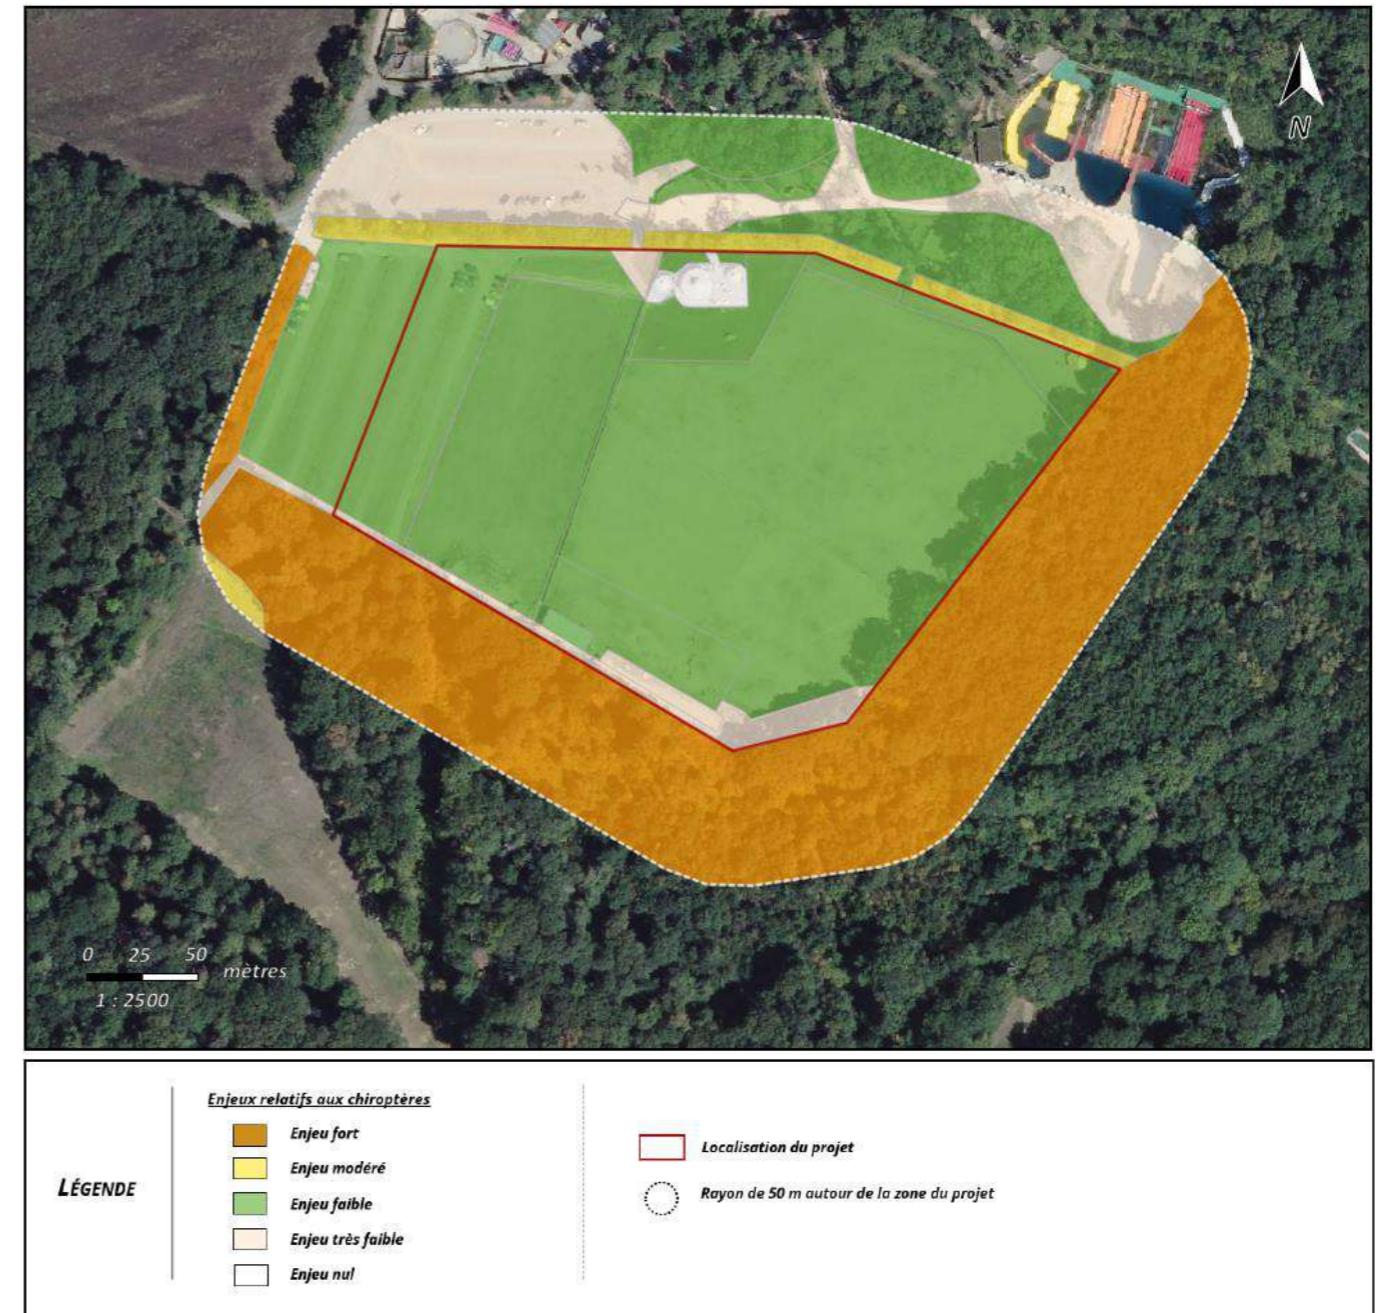 N
0 25 50 mètres
1 : 2500
LÉGENDE
Enjeux relatifs aux chiroptères
Enjeu fort
Enjeu modéré
Enjeu faible
Enjeu très faible
Enjeu nul
Localisation du projet
Rayon de 50 m autour de la zone du projet